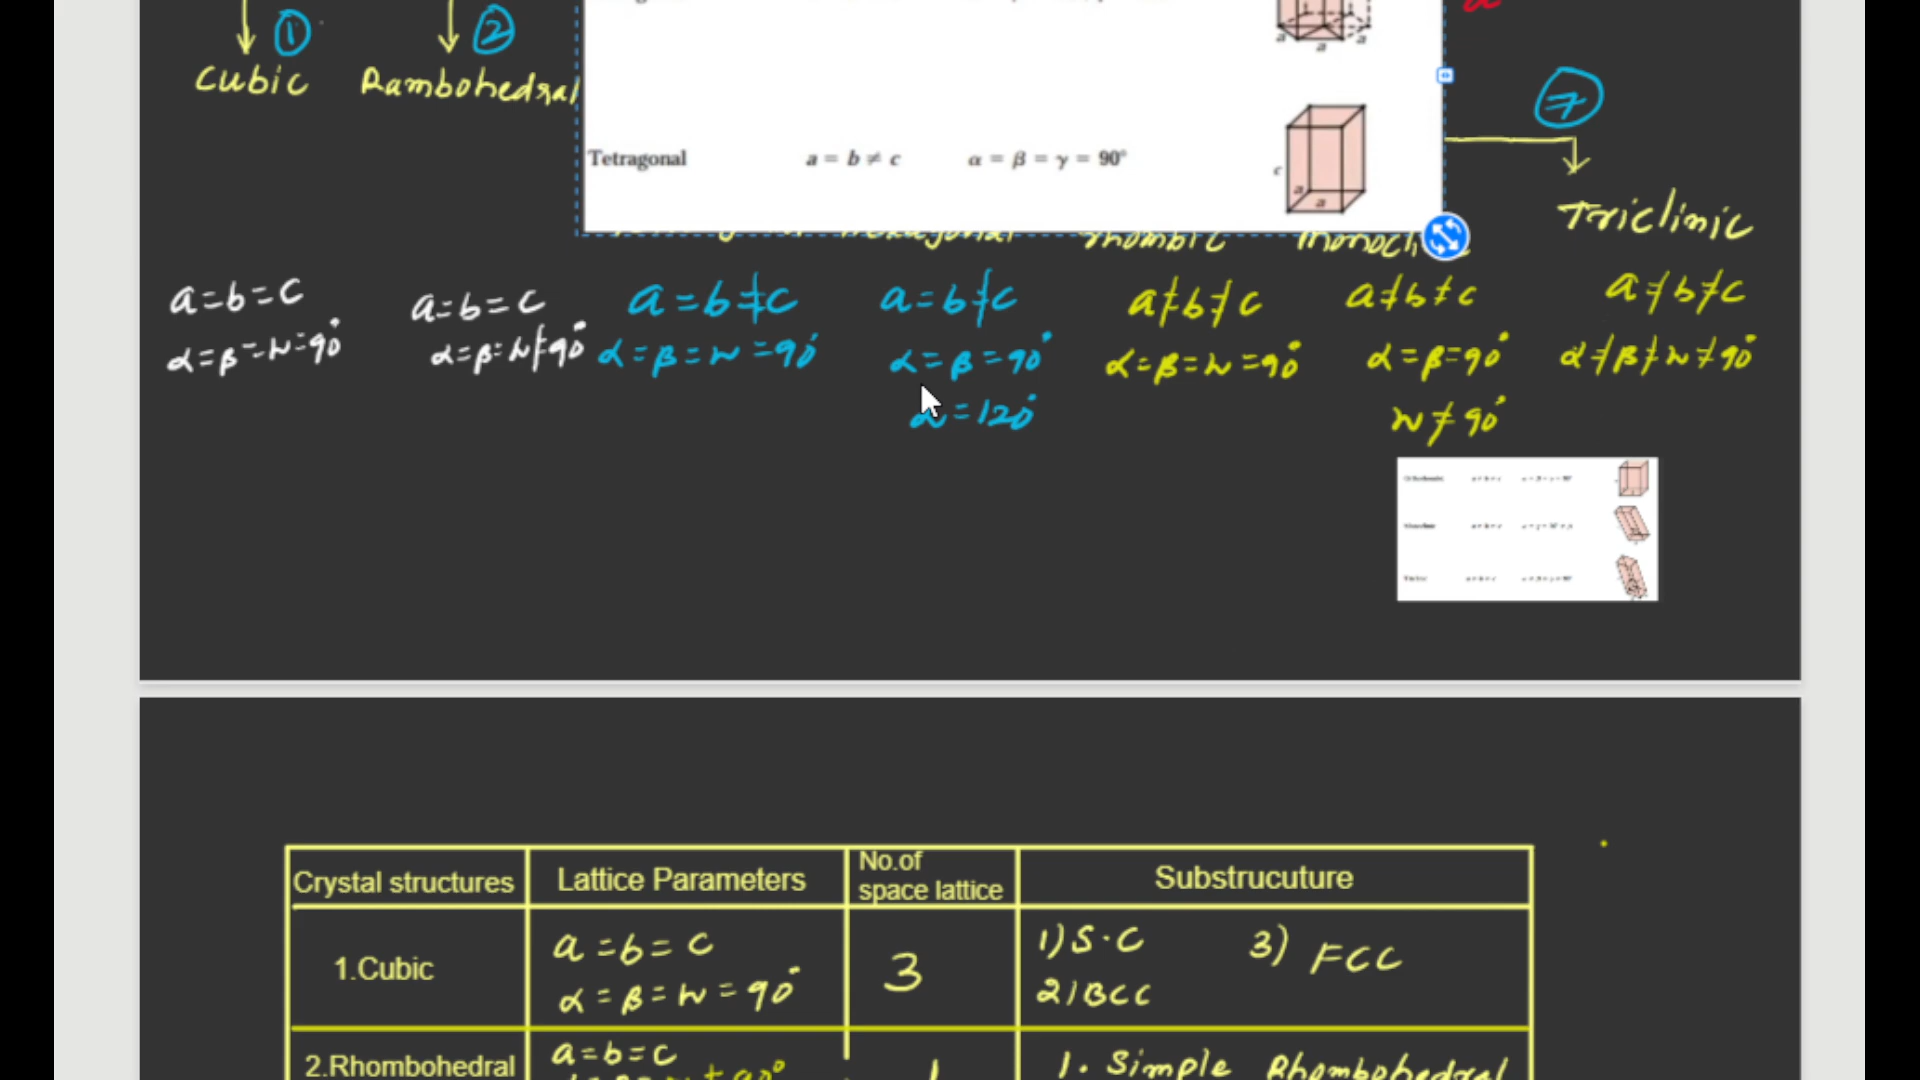 ① ②
Cubic Rambohedral
a a a
Tetragonal a = b ≠ c α = β = γ = 90°
c a a
⑦
Triclinic
a=b=c
α=β=γ=90°
a=b=c
α=β=γ≠90°
a=b≠c
α=β=γ=90°
a=b≠c
α=β=90°
α=120°
a≠b≠c
α=β=γ=90°
a≠b≠c
α=β=90°
γ≠90°
a≠b≠c
α≠β≠γ≠90°
Crystal structures Lattice Parameters No.of space lattice Substrucuture
1.Cubic
a=b=c
α=β=γ=90°
3
1) S.C 3) FCC
2) BCC
2.Rhombohedral
a=b=c
1
1. Simple Rhombohedral